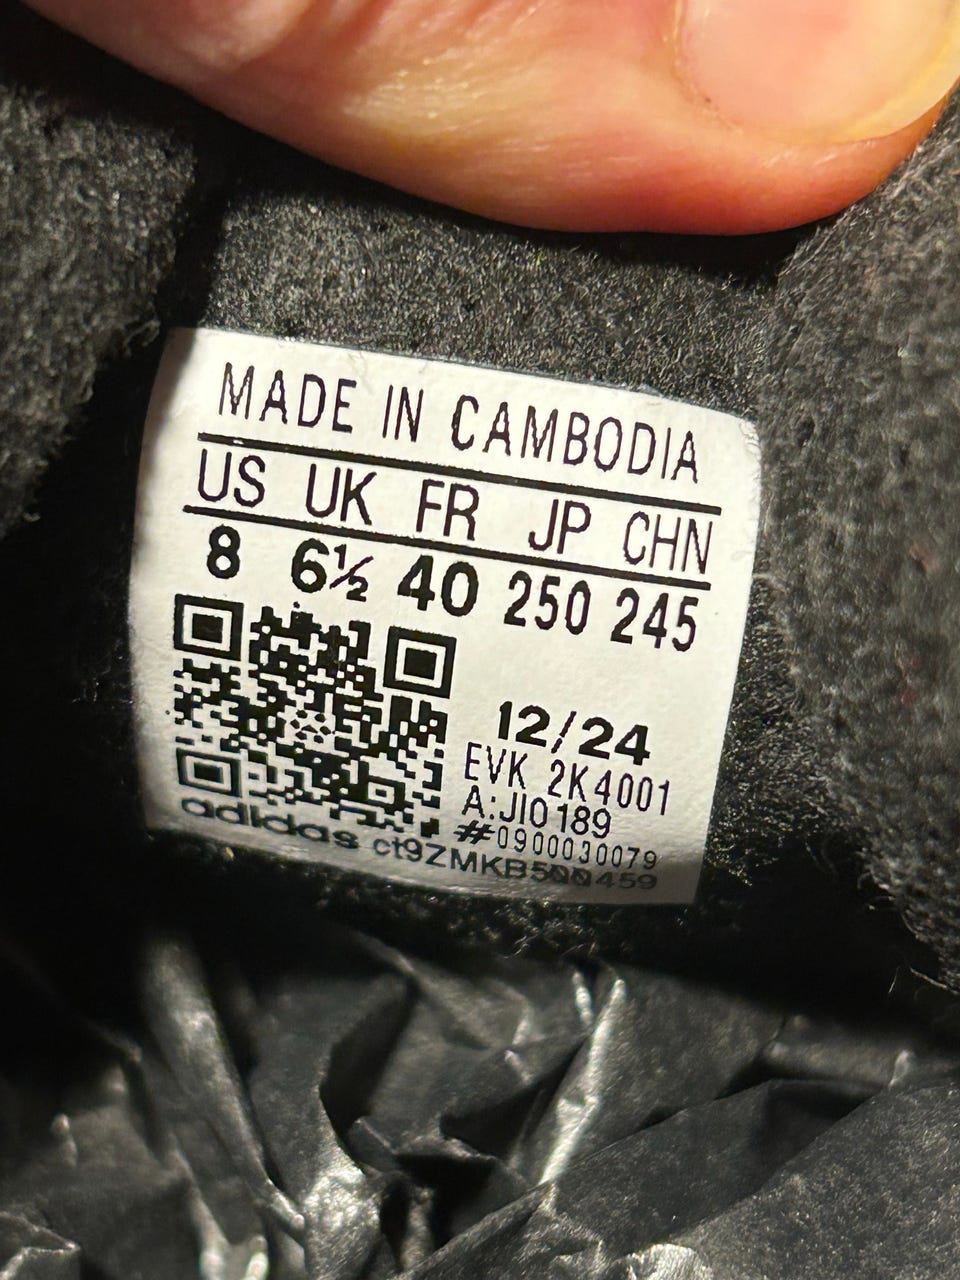 MADE IN CAMBODIA
US UK FR JP CHN
8 6½ 40 250 245
12/24
EVK 2K4001
A:JI0189
#0900030079
adidas ct9ZMKB500459